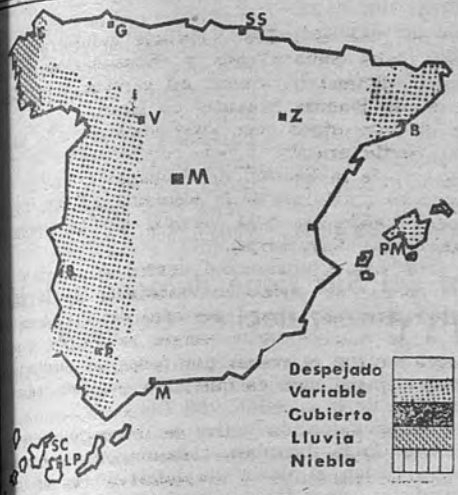 C
G
SS
V
Z
B
M
PM
B
S
M
SC
LP
Despejado
Variable
Cubierto
Lluvia
Niebla